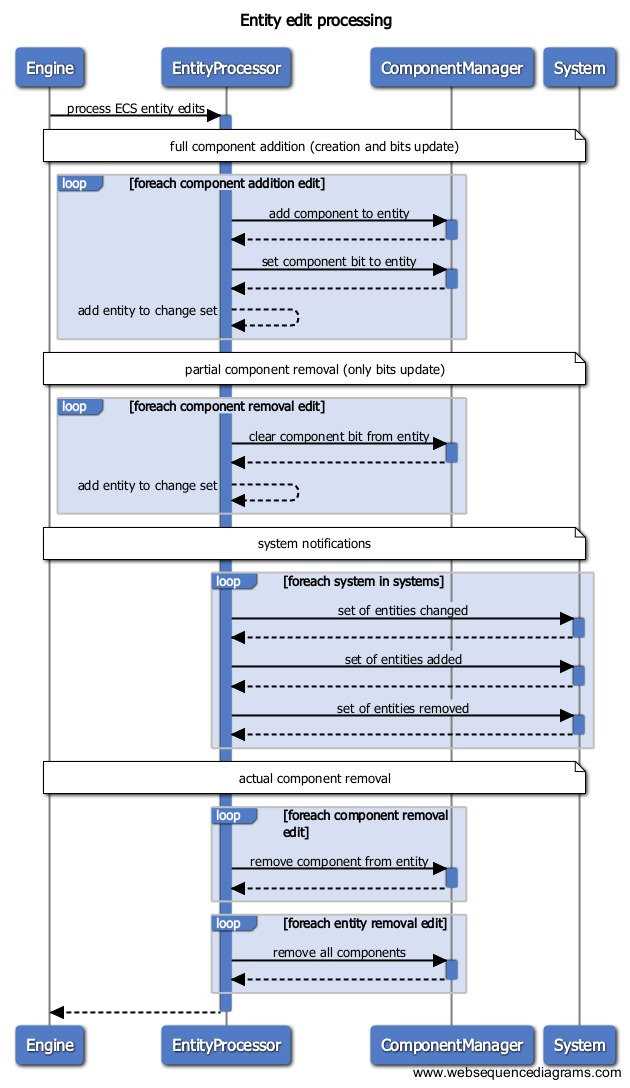 Entity edit processing
Engine EntityProcessor ComponentManager System
process ECS entity edits
full component addition (creation and bits update)
loop [foreach component addition edit]
add component to entity
set component bit to entity
add entity to change set
partial component removal (only bits update)
loop [foreach component removal edit]
clear component bit from entity
add entity to change set
system notifications
loop [foreach system in systems]
set of entities changed
set of entities added
set of entities removed
actual component removal
loop [foreach component removal
edit]
remove component from entity
loop [foreach entity removal edit]
remove all components
Engine EntityProcessor ComponentManager System
www.websequencediagrams.com